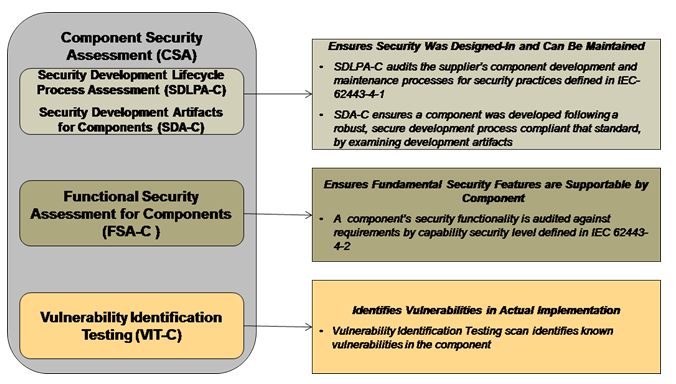 Component Security
Assessment (CSA)
Security Development Lifecycle
Process Assessment (SDLPA-C)
Security Development Artifacts
for Components (SDA-C)
Ensures Security Was Designed-In and Can Be Maintained
• SDLPA-C audits the supplier's component development and
maintenance processes for security practices defined in IEC-
62443-4-1
• SDA-C ensures a component was developed following a
robust, secure development process compliant that standard,
by examining development artifacts
Functional Security
Assessment for Components
(FSA-C )
Ensures Fundamental Security Features are Supportable by
Component
• A component's security functionality is audited against
requirements by capability security level defined in IEC 62443-
4-2
Vulnerability Identification
Testing (VIT-C)
Identifies Vulnerabilities in Actual Implementation
• Vulnerability Identification Testing scan identifies known
vulnerabilities in the component